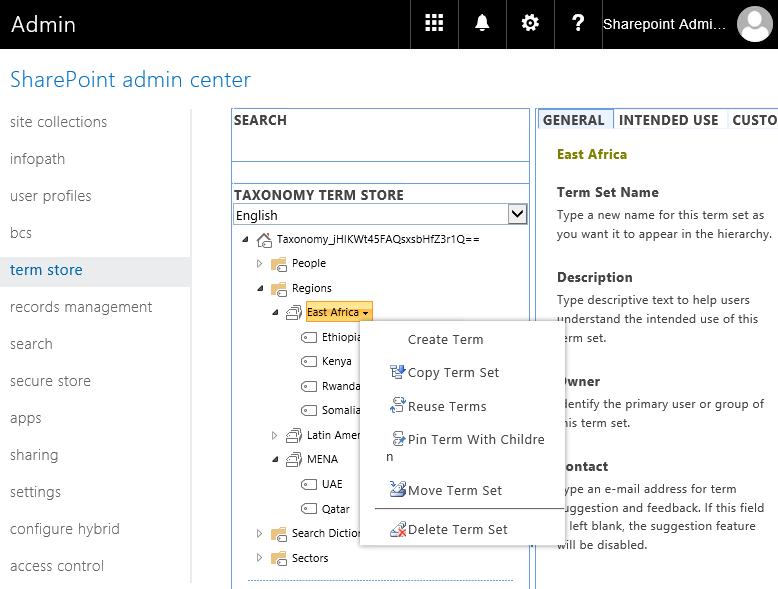 Admin
?
Sharepoint Admi...
SharePoint admin center
site collections
infopath
user profiles
bcs
term store
records management
search
secure store
apps
sharing
settings
configure hybrid
access control
SEARCH
TAXONOMY TERM STORE
English
Taxonomy_jHIKWt45FAQsxsbHfZ3r1Q==
People
Regions
East Africa
Ethiopia
Kenya
Rwanda
Somalia
Latin Amer
MENA
UAE
Qatar
Search Dictio
Sectors
Create Term
Copy Term Set
Reuse Terms
Pin Term With Childre
n
Move Term Set
Delete Term Set
GENERAL
INTENDED USE
CUSTO
East Africa
Term Set Name
Type a new name for this term set as
you want it to appear in the hierarchy.
Description
Type descriptive text to help users
understand the intended use of this
erm set.
Owner
dentify the primary user or group of
his term set.
Contact
Type an e-mail address for term
suggestion and feedback. If this field
left blank, the suggestion feature
will be disabled.